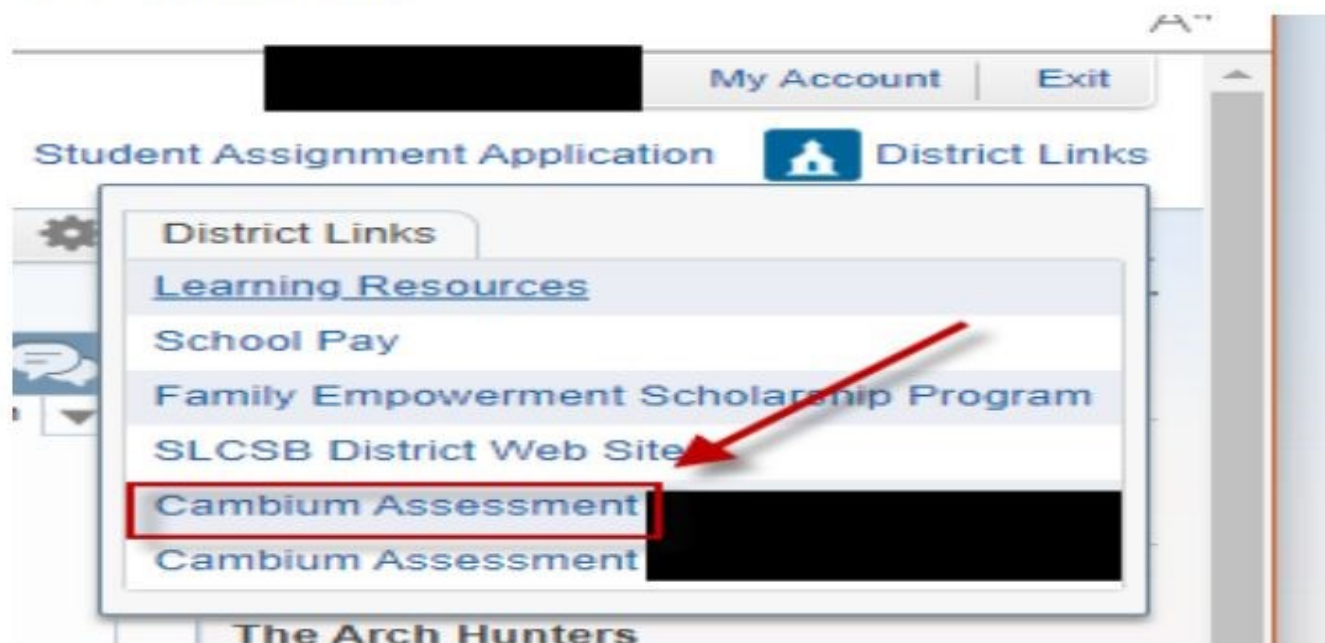 My Account | Exit
Student Assignment Application District Links
District Links
Learning Resources
School Pay
Family Empowerment Scholarship Program
SLCSB District Web Site
Cambium Assessment
Cambium Assessment
The Arch Hunters